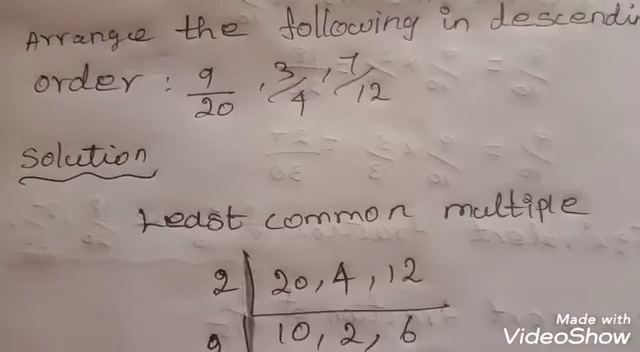 Arrange the following in descendi
order : 9/20 , 3/4 , 7/12
Solution
Least common multiple
2 | 20, 4, 12
10, 2, 6
Made with
VideoShow